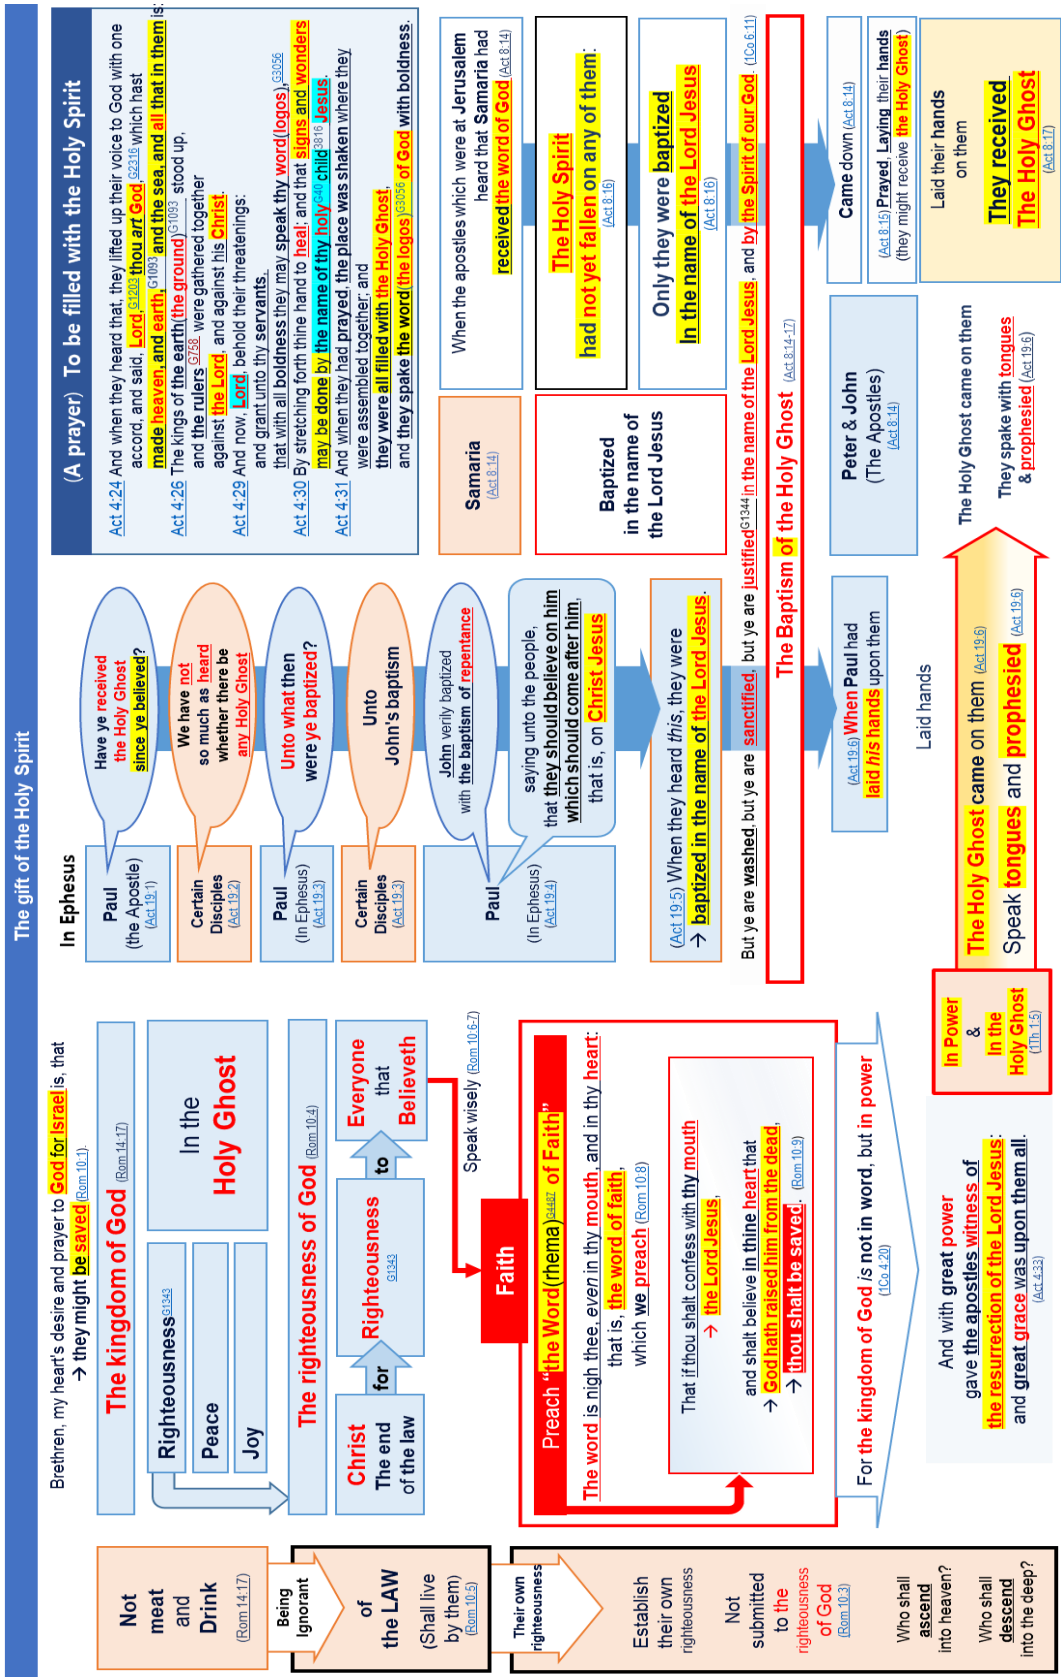 The gift of the Holy Spirit
Not
meat
and
Drink
(Rom 14:17)
Being
Ignorant
of
the LAW
(Shall live
by them)
(Rom 10:5)
Their own
righteousness
Establish
their own
righteousness
Not
submitted
to the
righteousness
of God
(Rom 10:3)
Who shall
ascend
into heaven?
Who shall
descend
into the deep?
Brethren, my heart's desire and prayer to God for Israel is, that
→ they might be saved (Rom 10:1)
The kingdom of God (Rom 14:17)
Righteousness G1343
Peace
Joy
In the
Holy Ghost
The righteousness of God (Rom 10:4)
Christ
The end
of the law
for
Righteousness
G1343
to
Everyone
that
Believeth
Speak wisely (Rom 10:6-7)
Faith
Preach “the Word(rhema)G4487 of Faith”
The word is nigh thee, even in thy mouth, and in thy heart:
that is, the word of faith,
which we preach (Rom 10:8)
That if thou shalt confess with thy mouth
→ the Lord Jesus,
and shalt believe in thine heart that
→ God hath raised him from the dead,
→ thou shalt be saved. (Rom 10:9)
For the kingdom of God is not in word, but in power
(1Co 4:20)
And with great power
gave the apostles witness of
the resurrection of the Lord Jesus:
and great grace was upon them all.
(Act 4:33)
In Power
&
In the
Holy Ghost
(1Th 1:5)
The Holy Ghost came on them (Act 19:6)
Speak tongues and prophesied (Act 19:6)
In Ephesus
Paul
(the Apostle)
(Act 19:1)
Have ye received
the Holy Ghost
since ye believed?
Certain
Disciples
(Act 19:2)
We have not
so much as heard
whether there be
any Holy Ghost
Paul
(In Ephesus)
(Act 19:3)
Unto what then
were ye baptized?
Certain
Disciples
(Act 19:3)
Unto
John's baptism
Paul
(In Ephesus)
(Act 19:4)
John verily baptized
with the baptism of repentance
saying unto the people,
that they should believe on him
which should come after him,
that is, on Christ Jesus
(Act 19:5) When they heard this, they were
→ baptized in the name of the Lord Jesus.
But ye are washed, but ye are sanctified, but ye are justified G1344 in the name of the Lord Jesus, and by the Spirit of our God. (1Co 6:11)
The Baptism of the Holy Ghost (Act 8:14-17)
(Act 19:6) When Paul had
laid his hands upon them
Laid hands
(A prayer) To be filled with the Holy Spirit
Act 4:24 And when they heard that, they lifted up their voice to God with one
accord, and said, Lord,G1203 thou art God,G2316 which hast
made heaven, and earth,G1093 and the sea, and all that in them is:
Act 4:26 The kings of the earth(the ground)G1093 stood up,
and the rulers G758 were gathered together
against the Lord, and against his Christ.
Act 4:29 And now, Lord, behold their threatenings:
and grant unto thy servants,
that with all boldness they may speak thy word(logos),G3056
Act 4:30 By stretching forth thine hand to heal; and that signs and wonders
may be done by the name of thy holyG40 child3816 Jesus.
Act 4:31 And when they had prayed, the place was shaken where they
were assembled together; and
they were all filled with the Holy Ghost,
and they spake the word(the logos)G3056 of God with boldness.
Samaria
(Act 8:14)
When the apostles which were at Jerusalem
heard that Samaria had
received the word of God (Act 8:14)
Baptized
in the name of
the Lord Jesus
The Holy Spirit
had not yet fallen on any of them:
(Act 8:16)
Only they were baptized
In the name of the Lord Jesus
(Act 8:16)
Peter & John
(The Apostles)
(Act 8:14)
Came down (Act 8:14)
(Act 8:15) Prayed, Laying their hands
(they might receive the Holy Ghost)
Laid their hands
on them
They received
The Holy Ghost
(Act 8:17)
The Holy Ghost came on them
They spake with tongues
& prophesied (Act 19:6)